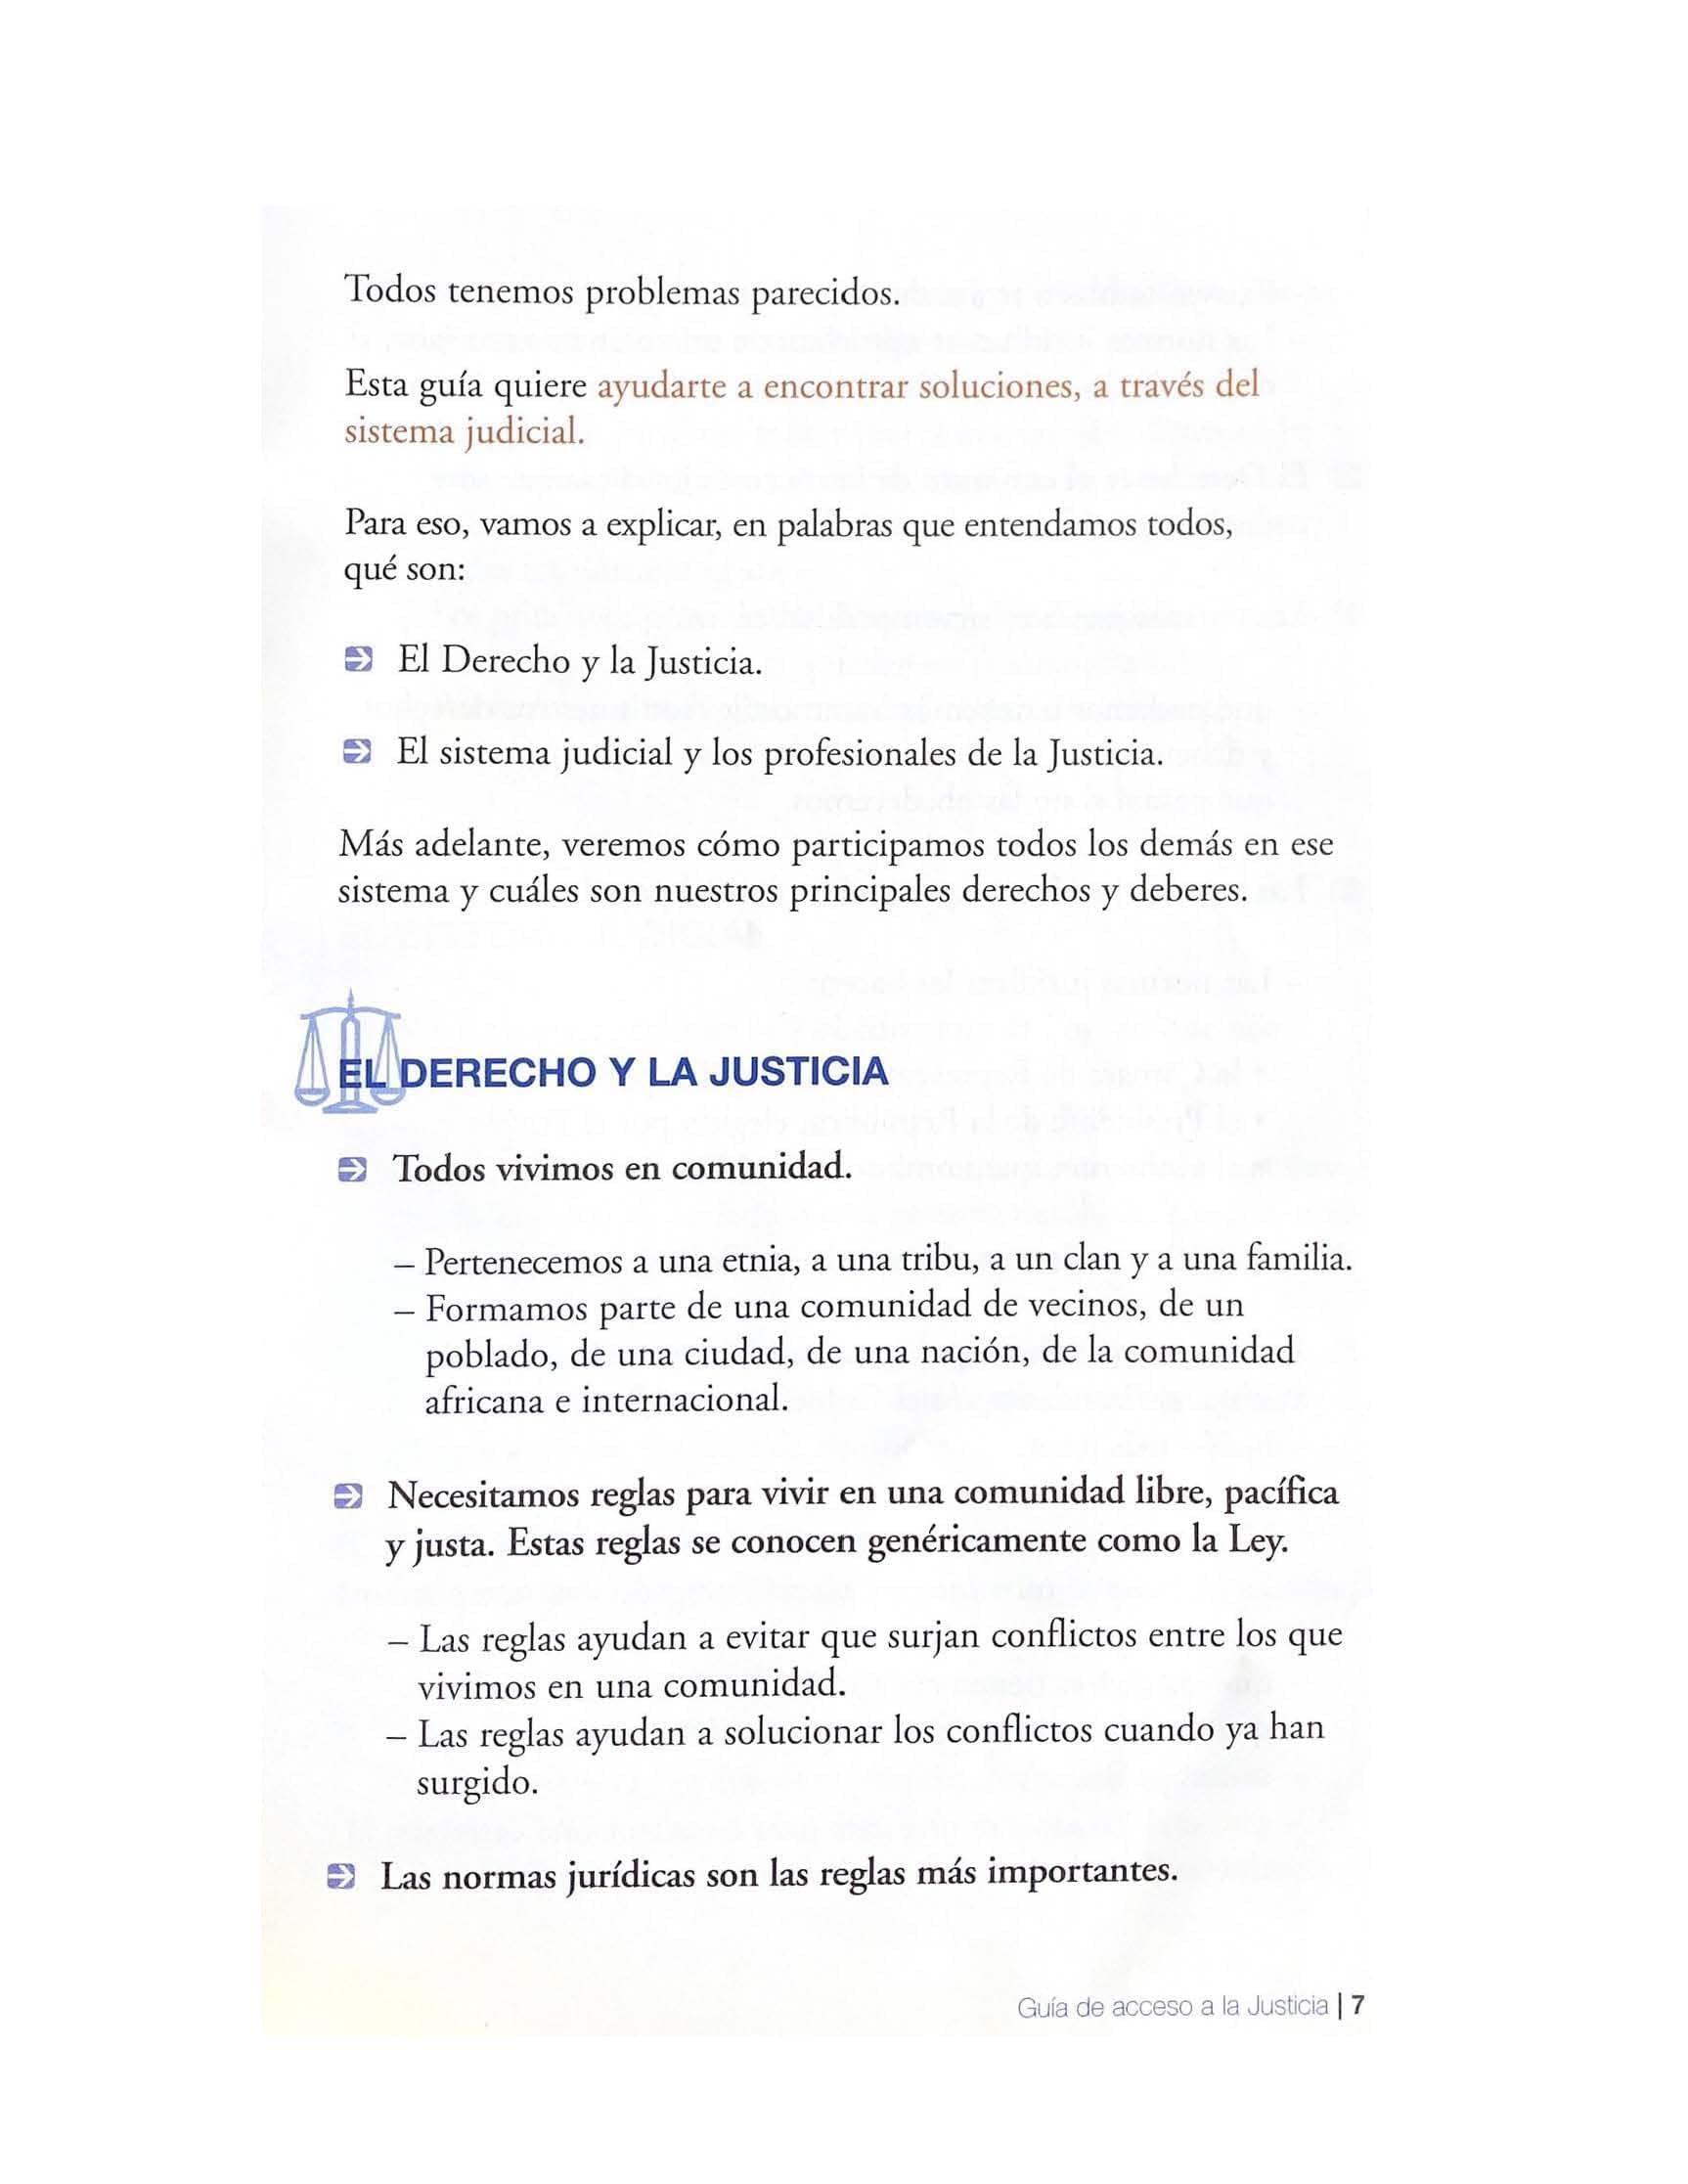 Todos tenemos problemas parecidos.
Esta guía quiere ayudarte a encontrar soluciones, a través del
sistema judicial.
Para eso, vamos a explicar, en palabras que entendamos todos,
qué son:
El Derecho y la Justicia.
El sistema judicial y los profesionales de la Justicia.
Más adelante, veremos cómo participamos todos los demás en ese
sistema y cuáles son nuestros principales derechos y deberes.
EL DERECHO Y LA JUSTICIA
Todos vivimos en comunidad.
– Pertenecemos a una etnia, a una tribu, a un clan y a una familia.
– Formamos parte de una comunidad de vecinos, de un
poblado, de una ciudad, de una nación, de la comunidad
africana e internacional.
Necesitamos reglas para vivir en una comunidad libre, pacífica
y justa. Estas reglas se conocen genéricamente como la Ley.
– Las reglas ayudan a evitar que surjan conflictos entre los que
vivimos en una comunidad.
– Las reglas ayudan a solucionar los conflictos cuando ya han
surgido.
Las normas jurídicas son las reglas más importantes.
Guía de acceso a la Justicia | 7